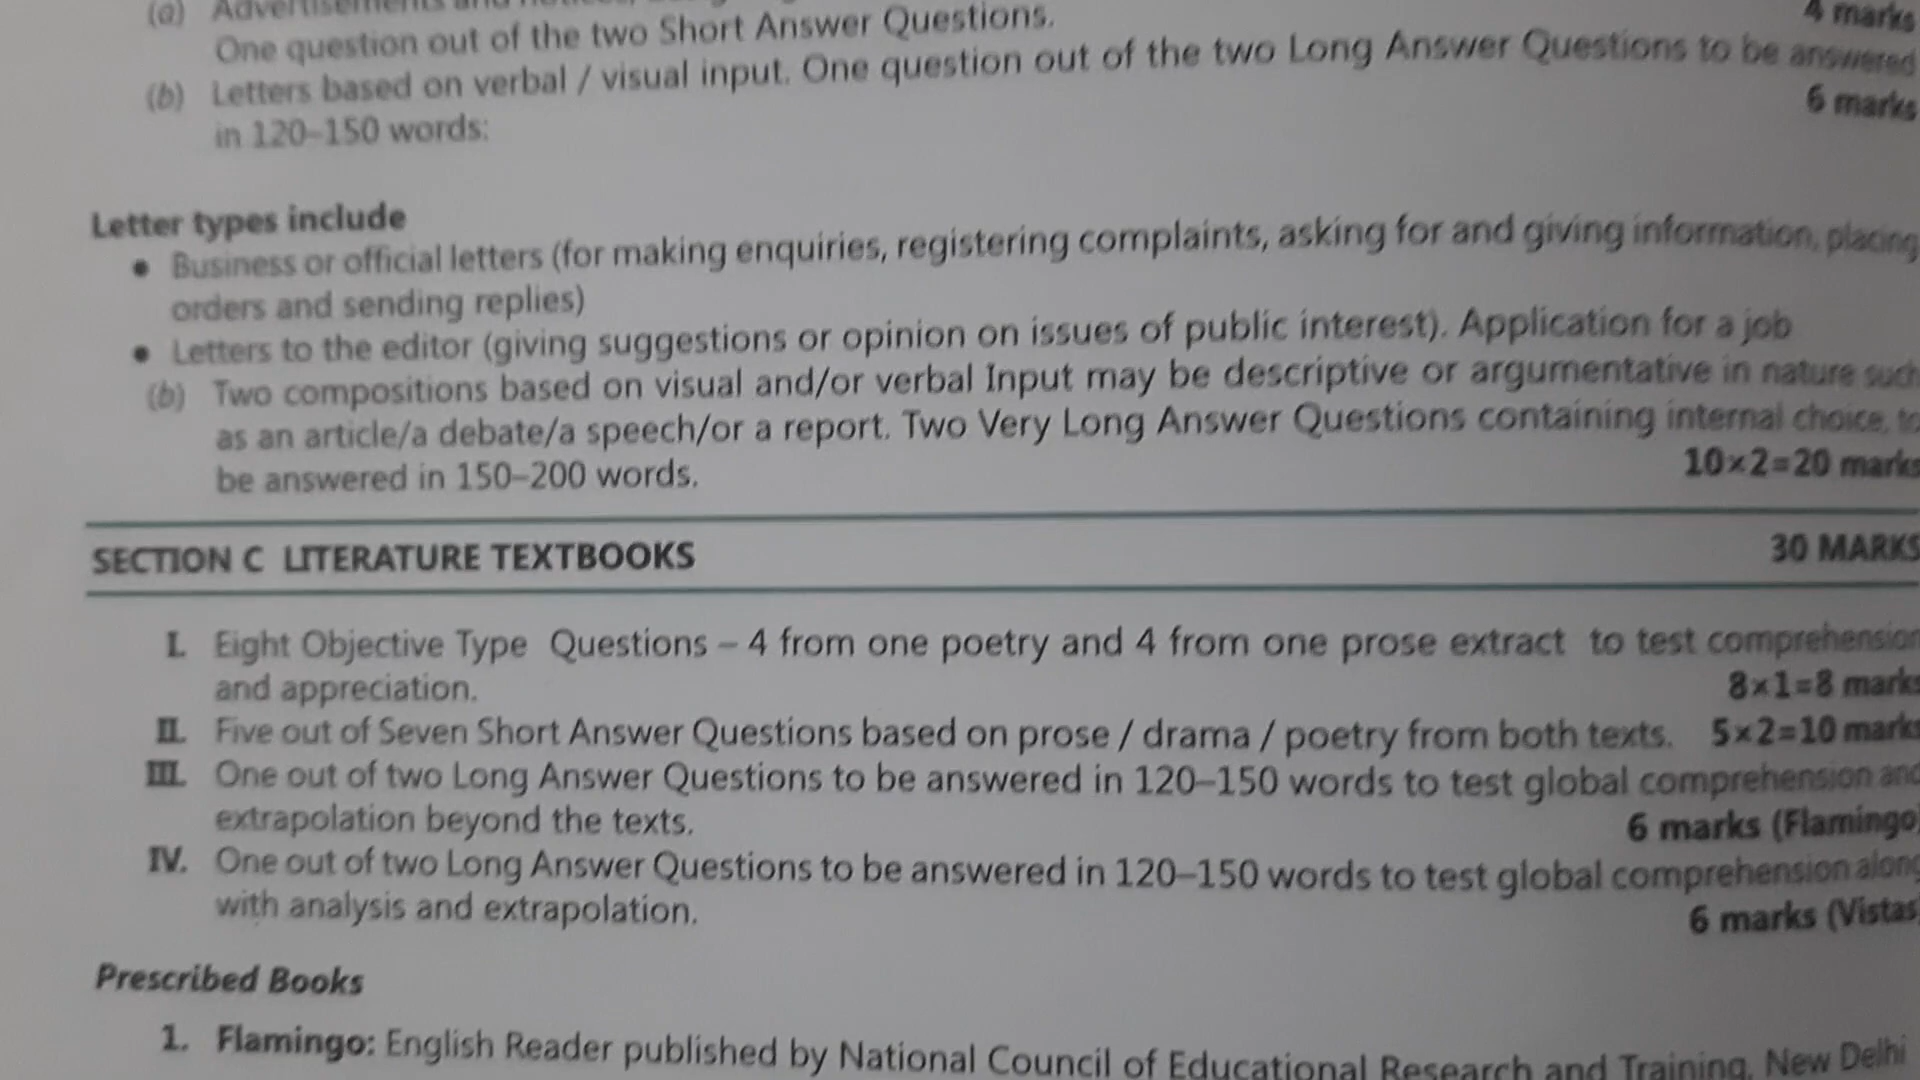 (a) Advertisements and notices,
4 marks
One question out of the two Short Answer Questions.
(b) Letters based on verbal / visual input. One question out of the two Long Answer Questions to be answered
in 120–150 words:
6 marks
Letter types include
• Business or official letters (for making enquiries, registering complaints, asking for and giving information, placing
orders and sending replies)
• Letters to the editor (giving suggestions or opinion on issues of public interest). Application for a job
(b) Two compositions based on visual and/or verbal Input may be descriptive or argumentative in nature such
as an article/a debate/a speech/or a report. Two Very Long Answer Questions containing internal choice, to
be answered in 150–200 words.
10×2=20 marks
SECTION C LITERATURE TEXTBOOKS 30 MARKS
I. Eight Objective Type Questions – 4 from one poetry and 4 from one prose extract to test comprehension
and appreciation. 8×1=8 marks
II. Five out of Seven Short Answer Questions based on prose / drama / poetry from both texts. 5×2=10 marks
III. One out of two Long Answer Questions to be answered in 120–150 words to test global comprehension and
extrapolation beyond the texts. 6 marks (Flamingo)
IV. One out of two Long Answer Questions to be answered in 120–150 words to test global comprehension along
with analysis and extrapolation. 6 marks (Vistas
Prescribed Books
1. Flamingo: English Reader published by National Council of Educational Research and Training, New Delhi